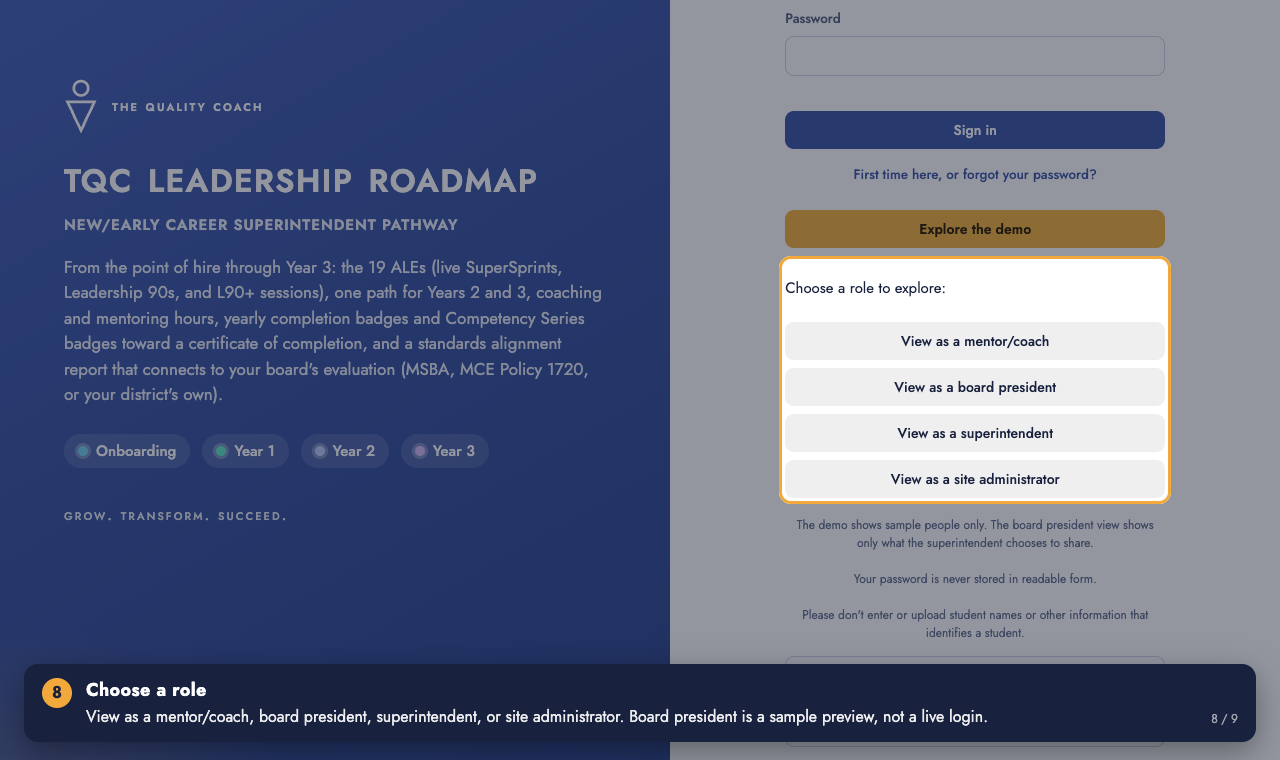 THE QUALITY COACH
TQC LEADERSHIP ROADMAP
NEW/EARLY CAREER SUPERINTENDENT PATHWAY
From the point of hire through Year 3: the 19 ALEs (live SuperSprints,
Leadership 90s, and L90+ sessions), one path for Years 2 and 3, coaching
and mentoring hours, yearly completion badges and Competency Series
badges toward a certificate of completion, and a standards alignment
report that connects to your board's evaluation (MSBA, MCE Policy 1720,
or your district's own).
Onboarding
Year 1
Year 2
Year 3
GROW. TRANSFORM. SUCCEED.
Password
Sign in
First time here, or forgot your password?
Explore the demo
Choose a role to explore:
View as a mentor/coach
View as a board president
View as a superintendent
View as a site administrator
The demo shows sample people only. The board president view shows
only what the superintendent chooses to share.
Your password is never stored in readable form.
Please don't enter or upload student names or other information that
identifies a student.
8
Choose a role
View as a mentor/coach, board president, superintendent, or site administrator. Board president is a sample preview, not a live login.
8 / 9